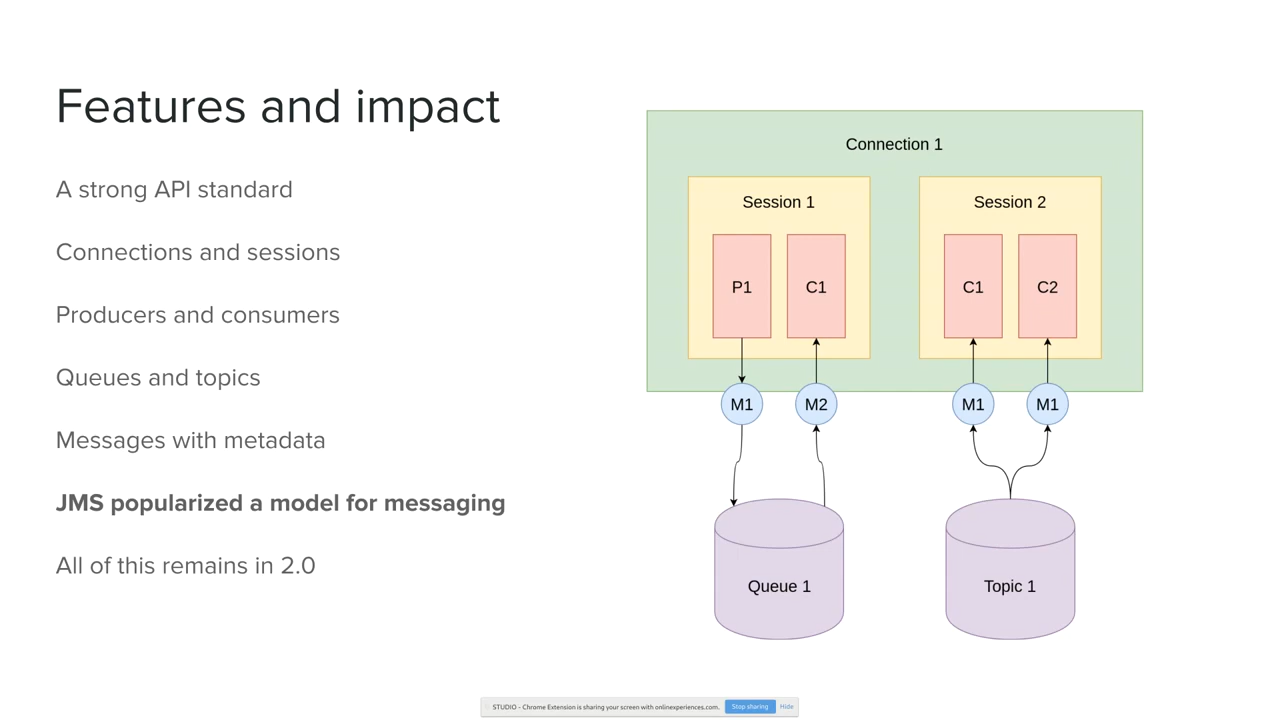 Features and impact
A strong API standard
Connections and sessions
Producers and consumers
Queues and topics
Messages with metadata
JMS popularized a model for messaging
All of this remains in 2.0
Connection 1
Session 1
Session 2
P1
C1
C1
C2
M1
M2
M1
M1
Queue 1
Topic 1
STUDIO - Chrome Extension is sharing your screen with onlinexperiences.com. Stop sharing Hide